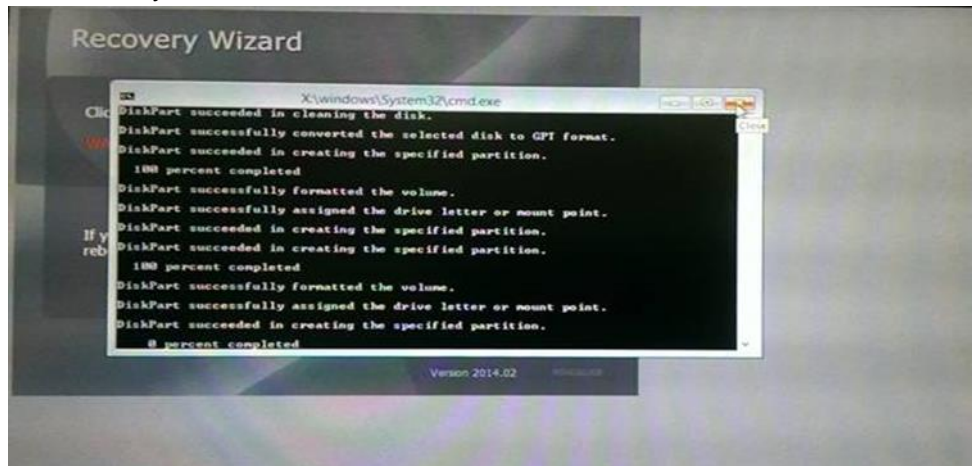 Recovery Wizard
X:\windows\System32\cmd.exe
Clic
DiskPart succeeded in cleaning the disk.
Close
DiskPart successfully converted the selected disk to GPT format.
DiskPart succeeded in creating the specified partition.
100 percent completed
DiskPart successfully formatted the volume.
DiskPart successfully assigned the drive letter or mount point.
DiskPart succeeded in creating the specified partition.
If y
reb
DiskPart succeeded in creating the specified partition.
100 percent completed
DiskPart successfully formatted the volume.
DiskPart successfully assigned the drive letter or mount point.
DiskPart succeeded in creating the specified partition.
0 percent completed
Version 2014.02